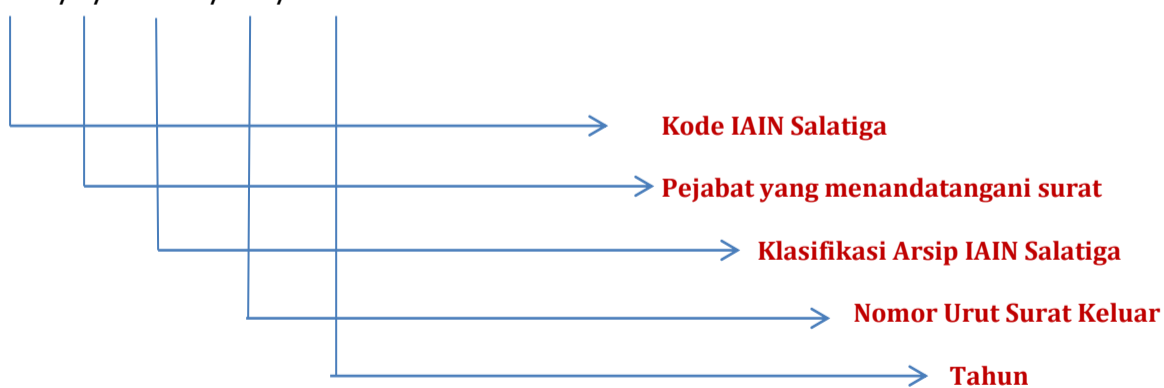 Kode IAIN Salatiga
Pejabat yang menandatangani surat
Klasifikasi Arsip IAIN Salatiga
Nomor Urut Surat Keluar
Tahun